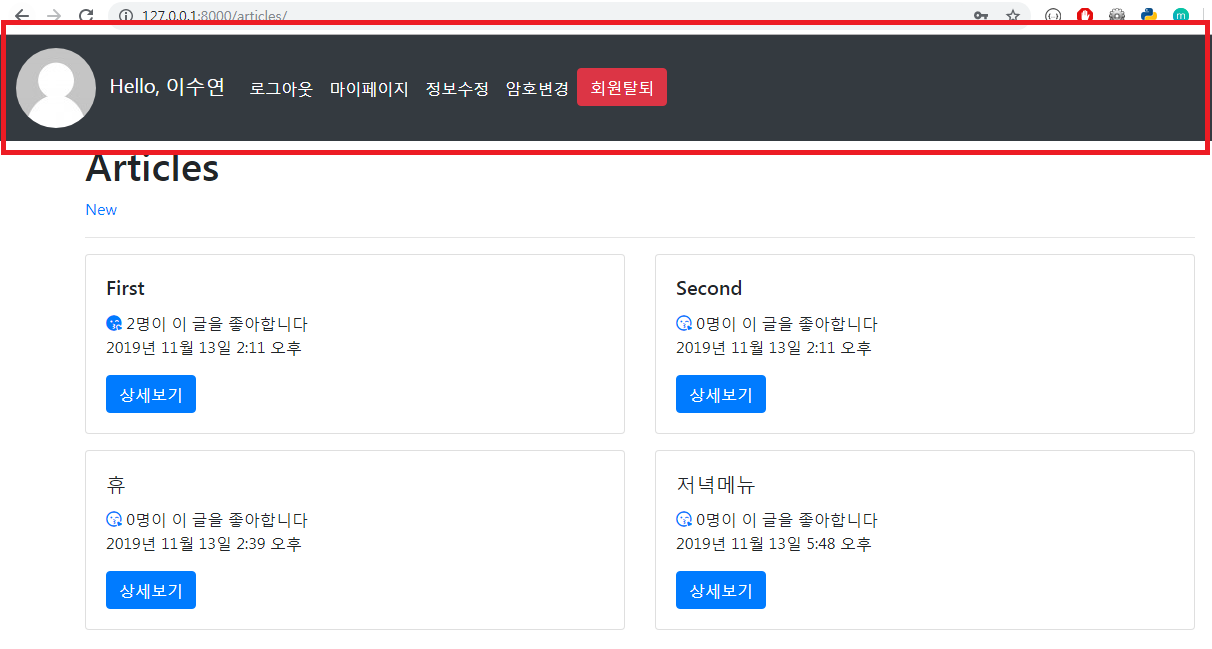 127.0.0.1:8000/articles/
Hello, 이수연 로그아웃 마이페이지 정보수정 암호변경 회원탈퇴
Articles
New
First
2명이 이 글을 좋아합니다
2019년 11월 13일 2:11 오후
상세보기
Second
0명이 이 글을 좋아합니다
2019년 11월 13일 2:11 오후
상세보기
휴
0명이 이 글을 좋아합니다
2019년 11월 13일 2:39 오후
상세보기
저녁메뉴
0명이 이 글을 좋아합니다
2019년 11월 13일 5:48 오후
상세보기